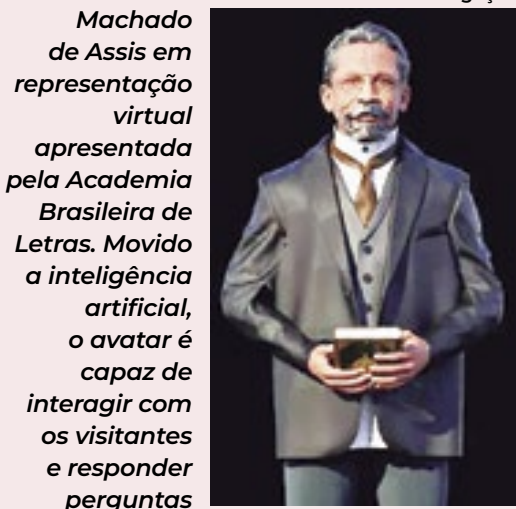 Machado
de Assis em
representação
virtual
apresentada
pela Academia
Brasileira de
Letras. Movido
a inteligência
artificial,
o avatar é
capaz de
interagir com
os visitantes
e responder
perguntas